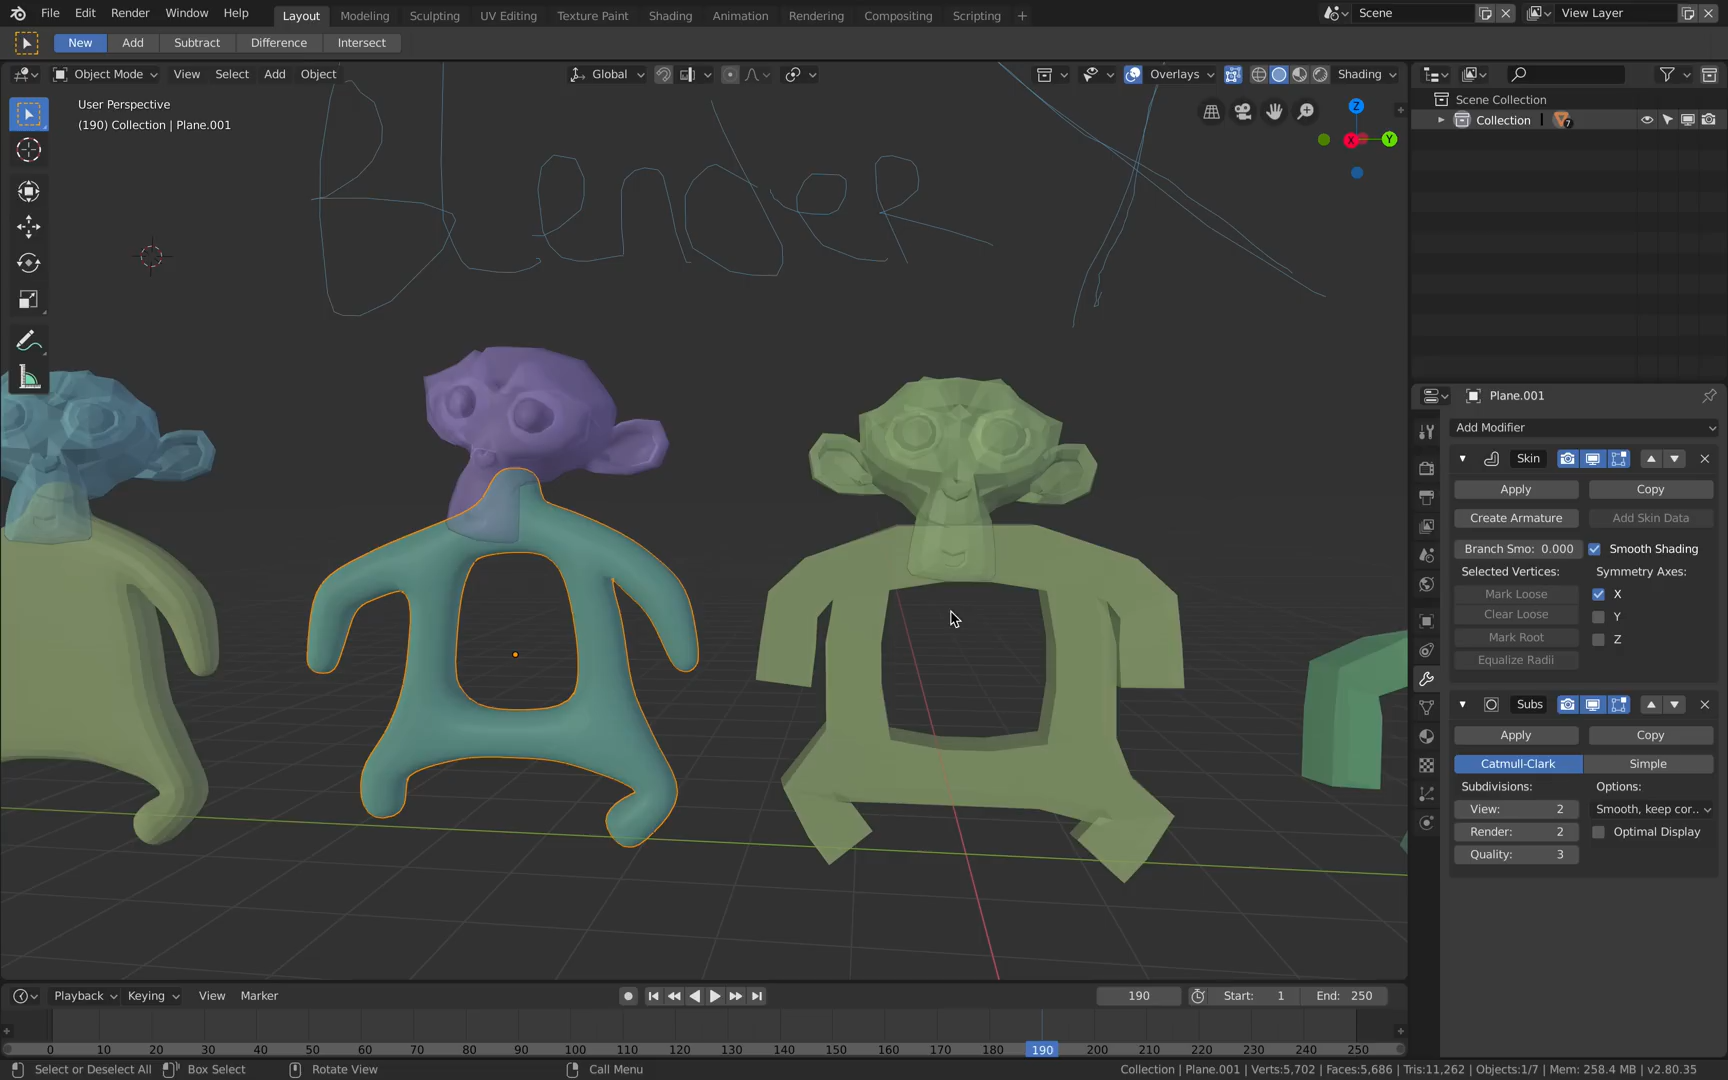 File Edit Render Window Help Layout Modeling Sculpting UV Editing Texture Paint Shading Animation Rendering Compositing Scripting + Scene View Layer
New Add Subtract Difference Intersect
Object Mode View Select Add Object Global Overlays Shading
User Perspective
(190) Collection | Plane.001
Blender
Z
X Y
Scene Collection
Collection 7
Plane.001
Add Modifier
Skin
Apply Copy
Create Armature Add Skin Data
Branch Smo: 0.000 Smooth Shading
Selected Vertices: Symmetry Axes:
Mark Loose X
Clear Loose Y
Mark Root Z
Equalize Radii
Subs
Apply Copy
Catmull-Clark Simple
Subdivisions: Options:
View: 2 Smooth, keep cor..
Render: 2 Optimal Display
Quality: 3
Playback Keying View Marker 190 Start: 1 End: 250
0 10 20 30 40 50 60 70 80 90 100 110 120 130 140 150 160 170 180 190 200 210 220 230 240 250
Select or Deselect All Box Select Rotate View Call Menu Collection | Plane.001 | Verts:5,702 | Faces:5,686 | Tris:11,262 | Objects:1/7 | Mem: 258.4 MB | v2.80.35